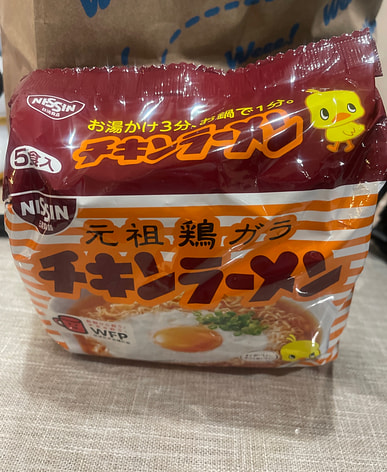 NISSIN
お湯かけ3分、お鍋で1分。
チキンラーメン
5食入
NISSIN
元祖鶏ガラ
チキンラーメン
WFP